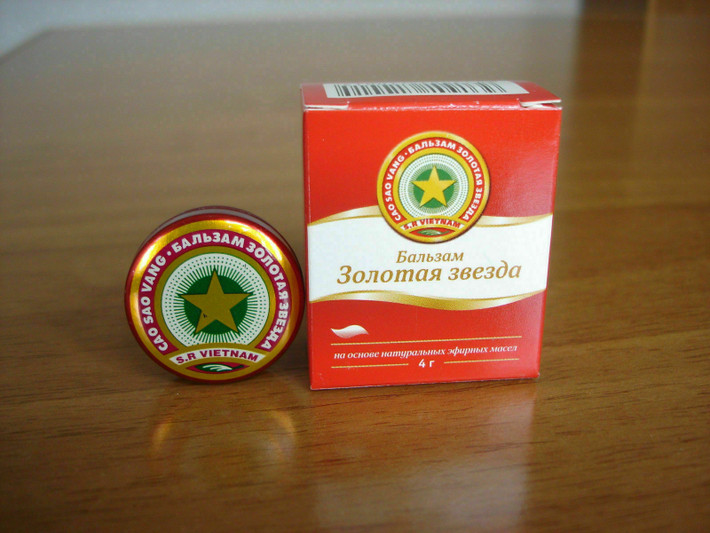 CAO SAO VANG • БАЛЬЗАМ ЗОЛОТАЯ ЗВЕЗДА
S.R VIETNAM
CAO SAO VANG • БАЛЬЗАМ ЗОЛОТАЯ ЗВЕЗДА
S.R VIETNAM
Бальзам
Золотая звезда
на основе натуральных эфирных масел
4 г